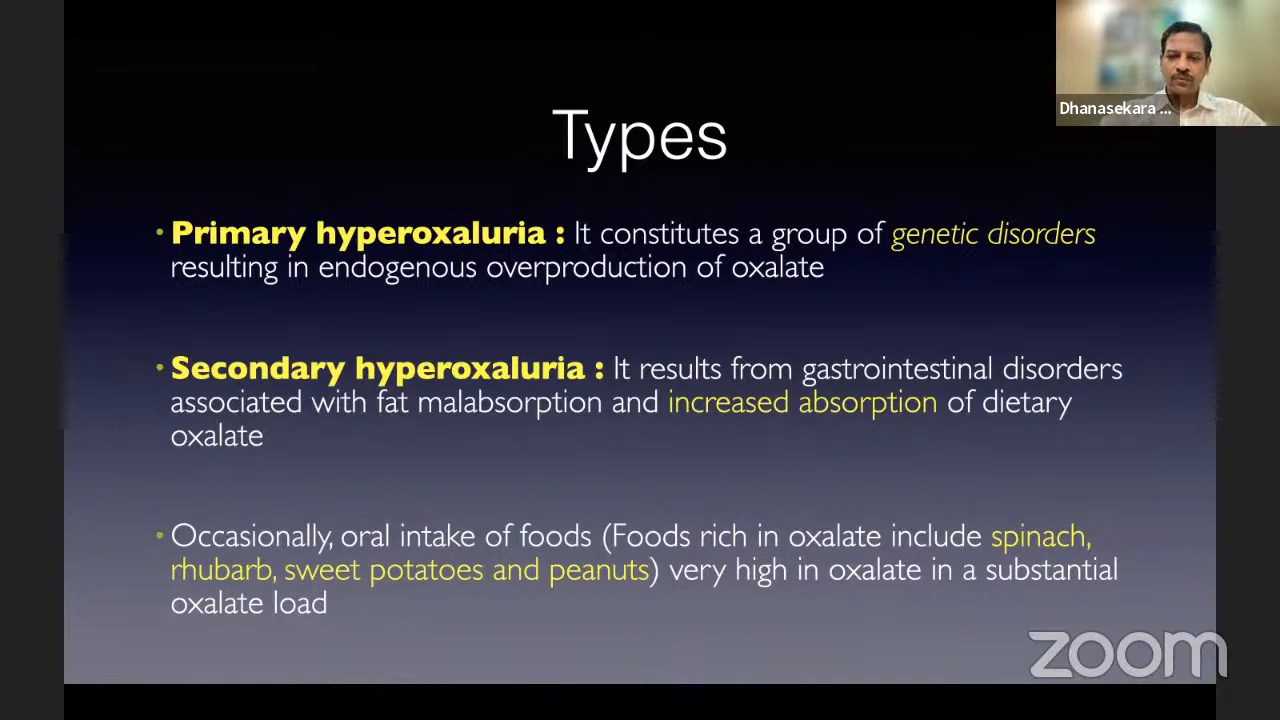 Dhanasekara ...
Types
• Primary hyperoxaluria : It constitutes a group of genetic disorders
resulting in endogenous overproduction of oxalate
• Secondary hyperoxaluria : It results from gastrointestinal disorders
associated with fat malabsorption and increased absorption of dietary
oxalate
• Occasionally, oral intake of foods (Foods rich in oxalate include spinach,
rhubarb, sweet potatoes and peanuts) very high in oxalate in a substantial
oxalate load
zoom